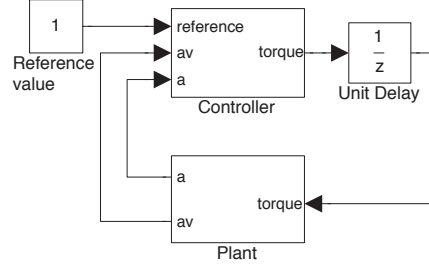 1
Reference
value
reference
av
a
torque
Controller
1
z
Unit Delay
a
av
torque
Plant